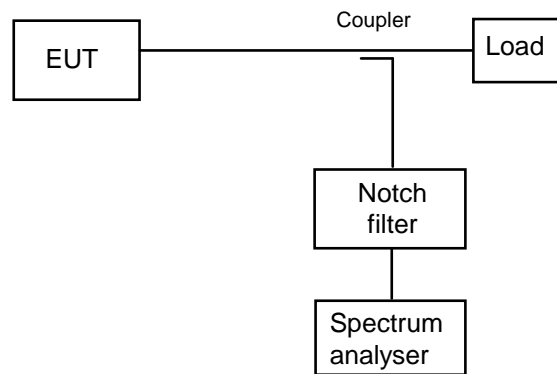 Coupler
EUT
Load
Notch
filter
Spectrum
analyser